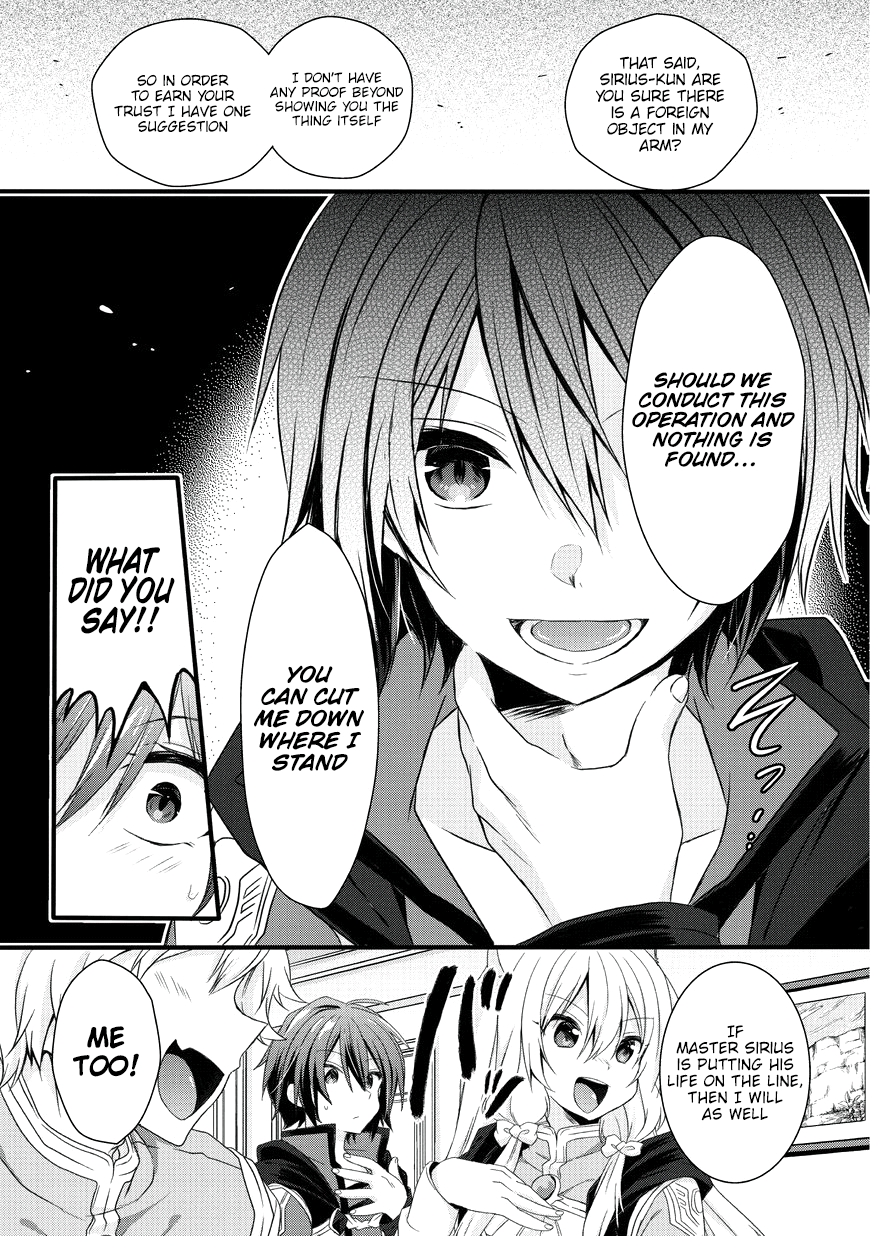 THAT SAID,
SIRIUS-KUN ARE
YOU SURE THERE
IS A FOREIGN
OBJECT IN MY
ARM?
I DON'T HAVE
ANY PROOF BEYOND
SHOWING YOU THE
THING ITSELF
SO IN ORDER
TO EARN YOUR
TRUST I HAVE ONE
SUGGESTION
SHOULD WE
CONDUCT THIS
OPERATION AND
NOTHING IS
FOUND...
YOU
CAN CUT
ME DOWN
WHERE I
STAND
WHAT
DID YOU
SAY!!
IF
MASTER SIRIUS
IS PUTTING HIS
LIFE ON THE LINE,
THEN I WILL
AS WELL
ME
TOO!